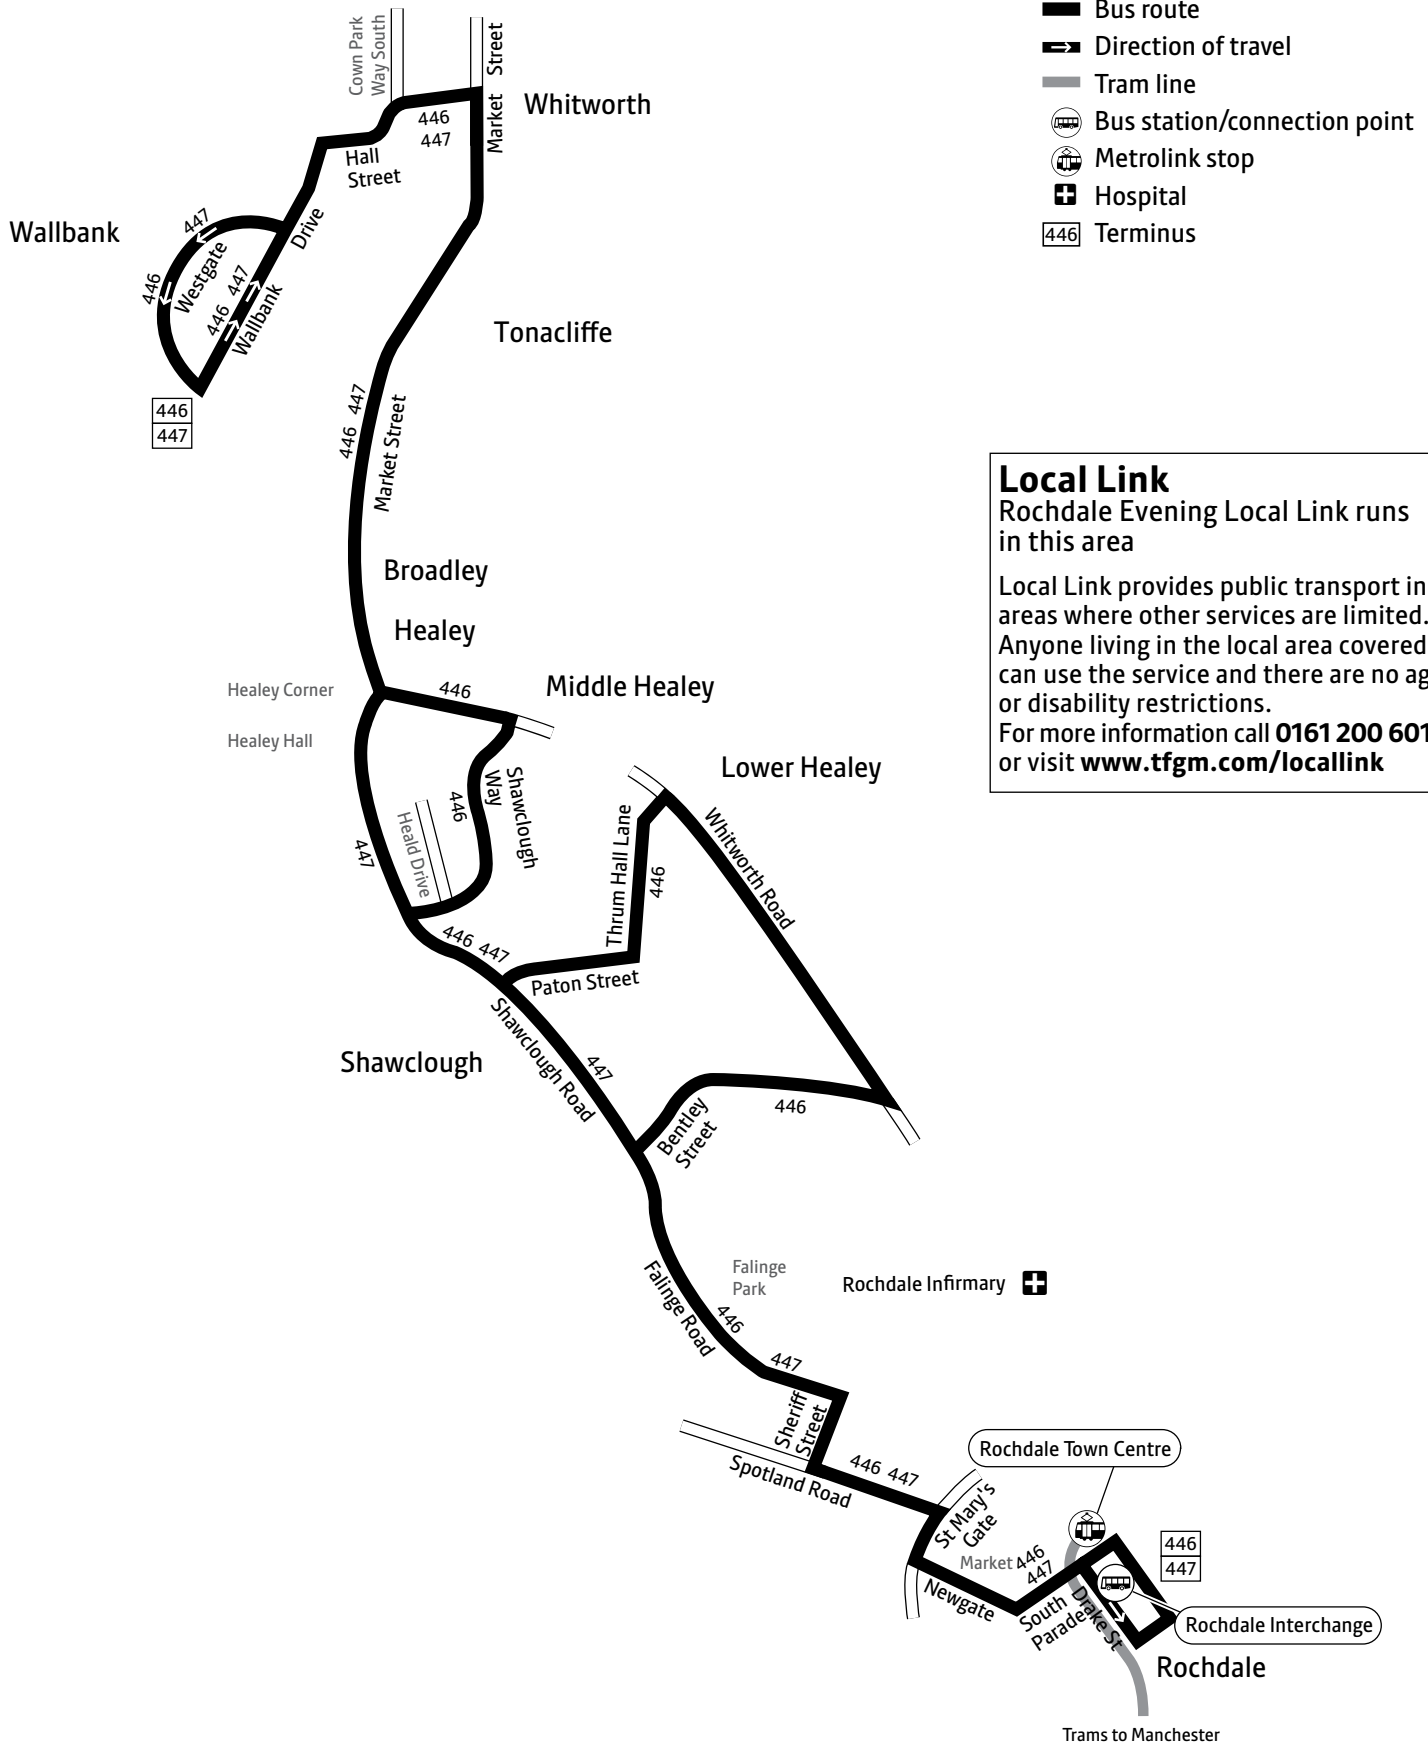 Bus route
Direction of travel
Tram line
Bus station/connection point
Metrolink stop
Hospital
446 Terminus
Cown Park
Way South
Market Street
Whitworth
446
447
Hall
Street
Wallbank
447
446
Westgate
446 447
Wallbank Drive
446
447
Tonacliffe
446 447
Market Street
Local Link
Rochdale Evening Local Link runs
in this area
Local Link provides public transport in
areas where other services are limited.
Anyone living in the local area covered
can use the service and there are no ag
or disability restrictions.
For more information call 0161 200 601
or visit www.tfgm.com/locallink
Broadley
Healey
Healey Corner
446
Middle Healey
Healey Hall
Lower Healey
Shawclough
Way
446
Heald Drive
447
Thrum Hall Lane
446
Whitworth Road
446 447
Paton Street
Shawclough Road
447
Shawclough
Bentley
Street
446
Falinge
Park
Rochdale Infirmary
Falinge Road
446
447
Sheriff
Street
Spotland Road
446 447
Rochdale Town Centre
St Mary's
Gate
Market
446
447
Newgate
South
Parade
Drake St
446
447
Rochdale Interchange
Rochdale
Trams to Manchester